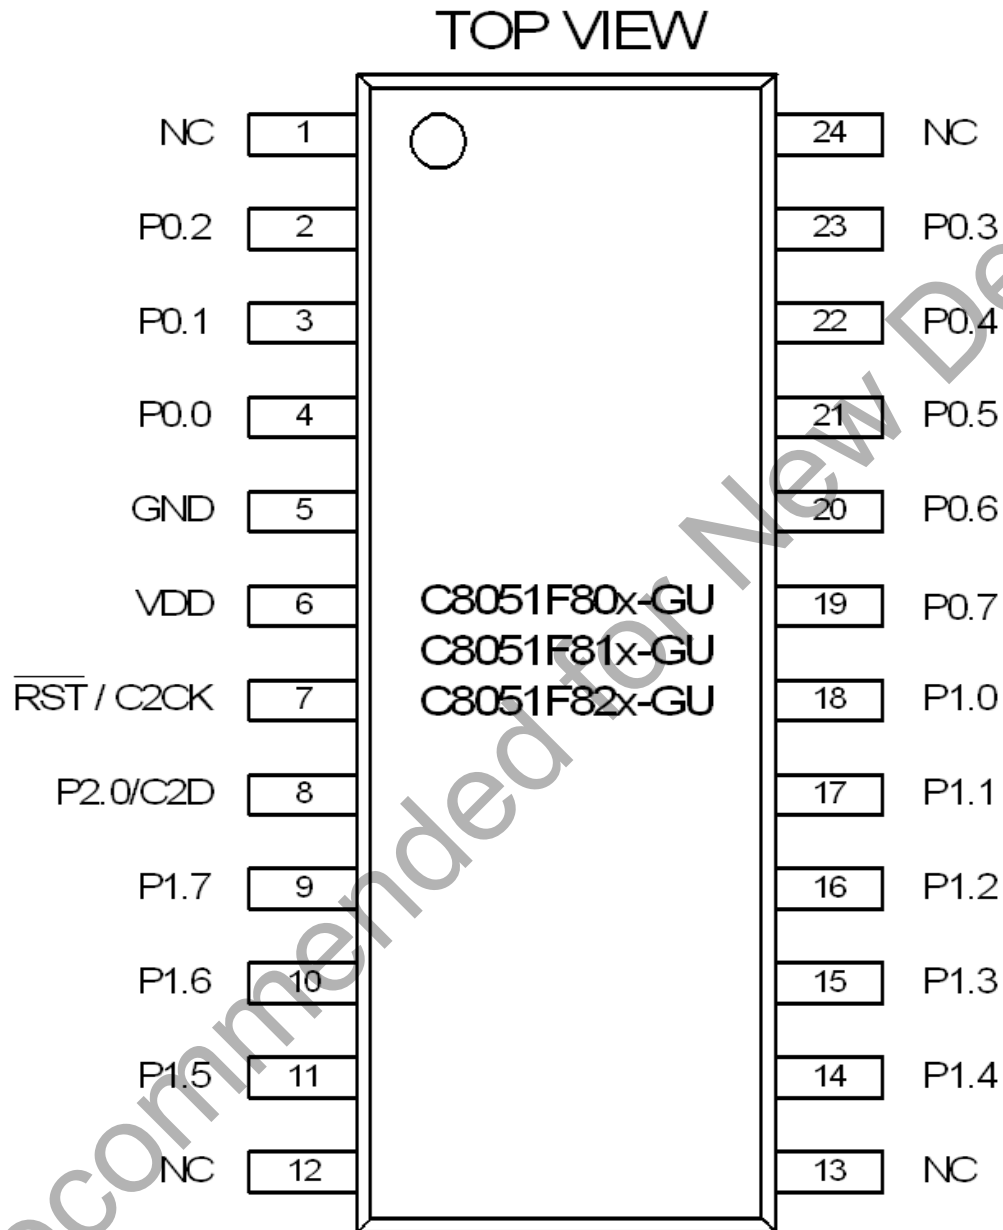 TOP VIEW
NC 1
P0.2 2
P0.1 3
P0.0 4
GND 5
VDD 6
RST / C2CK 7
P2.0/C2D 8
P1.7 9
P1.6 10
P1.5 11
NC 12
C8051F80x-GU
C8051F81x-GU
C8051F82x-GU
24 NC
23 P0.3
22 P0.4
21 P0.5
20 P0.6
19 P0.7
18 P1.0
17 P1.1
16 P1.2
15 P1.3
14 P1.4
13 NC
ecommended for New De